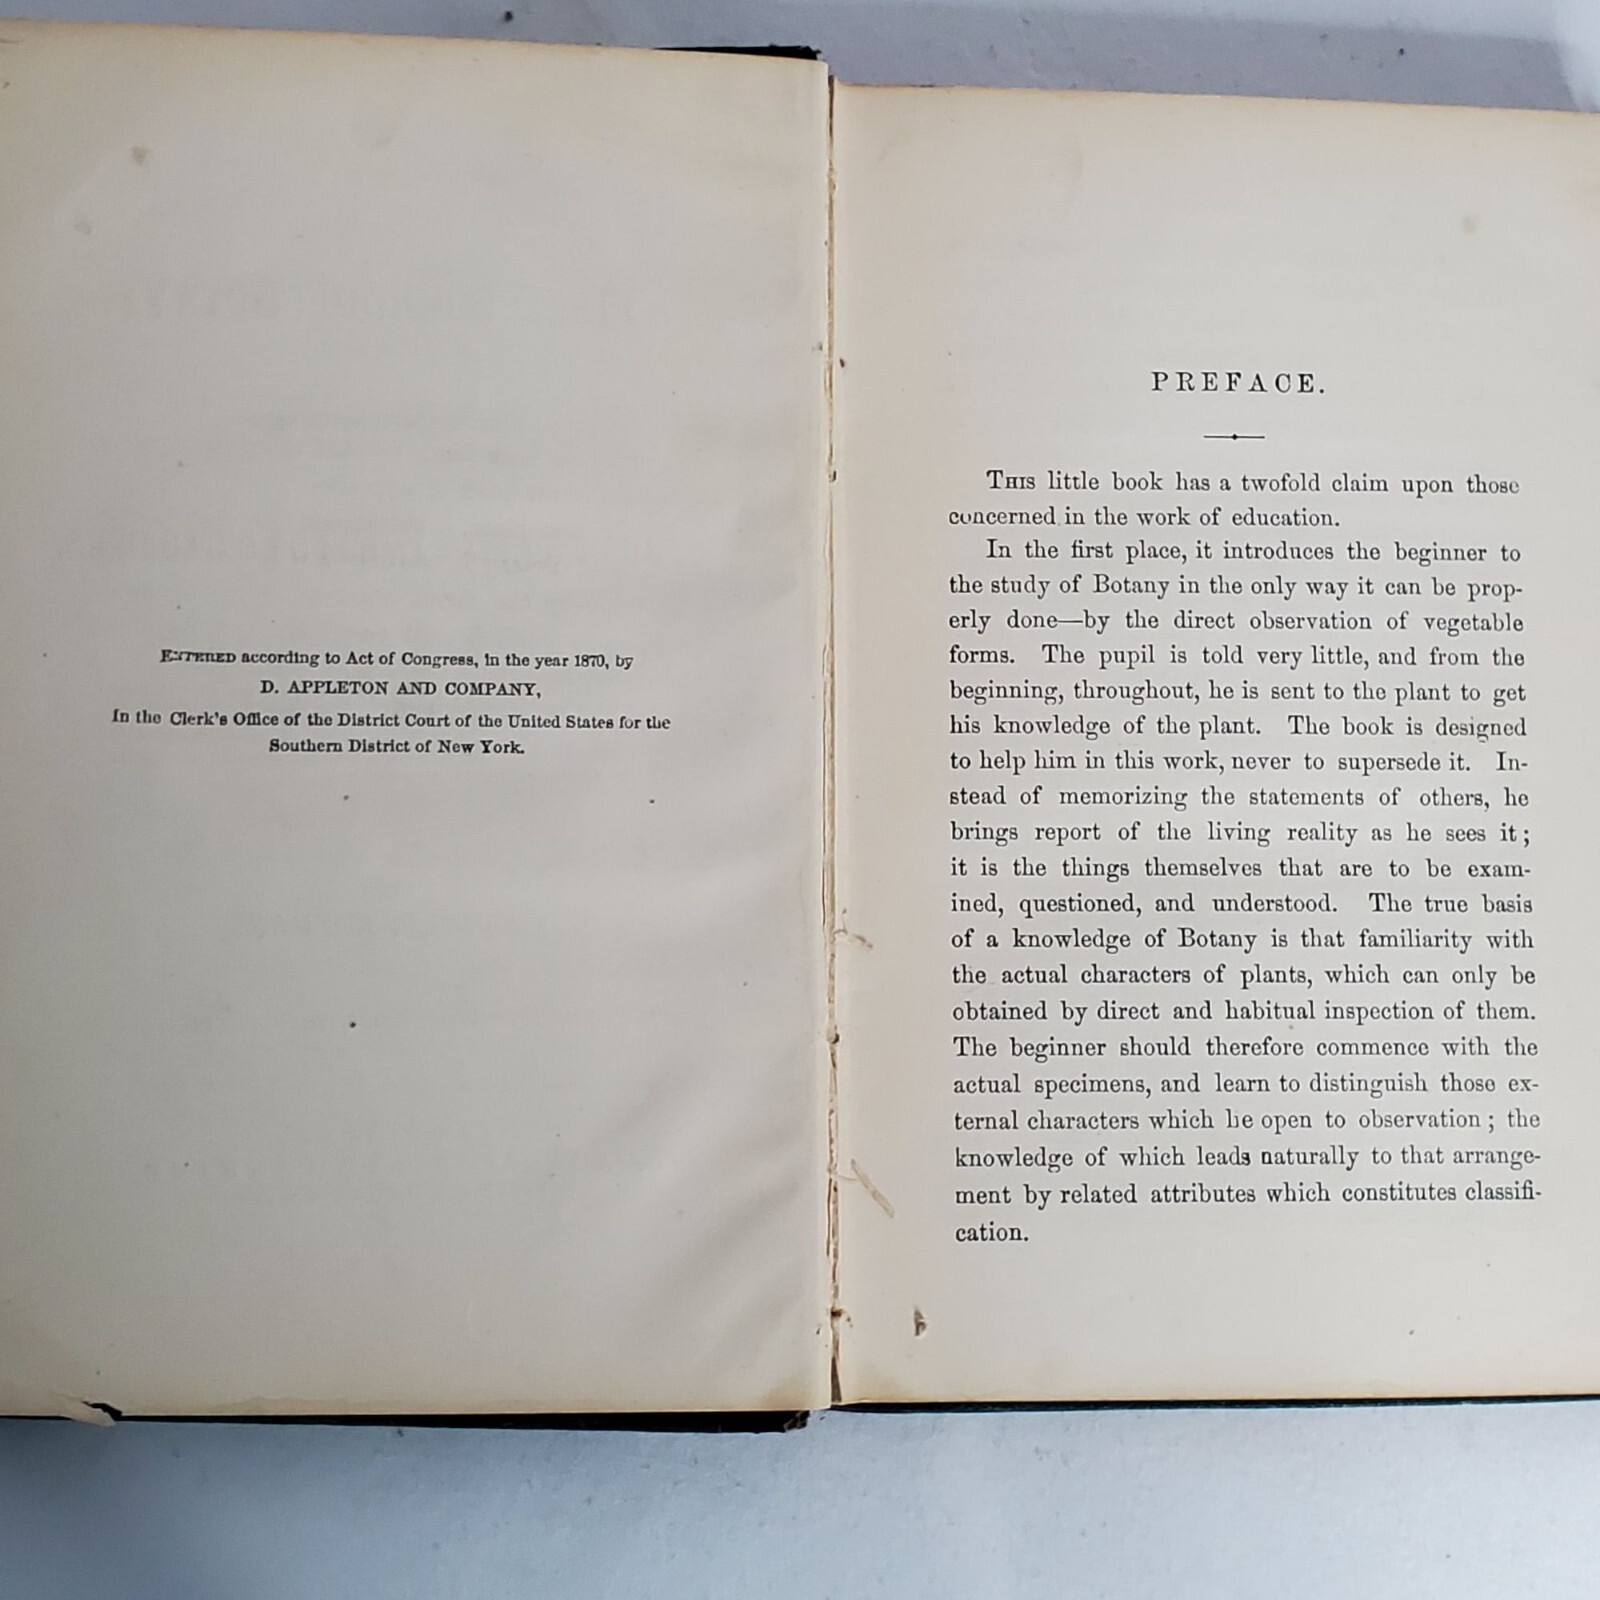 ENTERED according to Act of Congress, in the year 1870, by
D. APPLETON AND COMPANY,
In the Clerk's Office of the District Court of the United States for the
Southern District of New York.
PREFACE.
THIS little book has a twofold claim upon those
concerned in the work of education.
In the first place, it introduces the beginner to
the study of Botany in the only way it can be prop-
erly done—by the direct observation of vegetable
forms. The pupil is told very little, and from the
beginning, throughout, he is sent to the plant to get
his knowledge of the plant. The book is designed
to help him in this work, never to supersede it. In-
stead of memorizing the statements of others, he
brings report of the living reality as he sees it;
it is the things themselves that are to be exam-
ined, questioned, and understood. The true basis
of a knowledge of Botany is that familiarity with
the actual characters of plants, which can only be
obtained by direct and habitual inspection of them.
The beginner should therefore commence with the
actual specimens, and learn to distinguish those ex-
ternal characters which lie open to observation; the
knowledge of which leads naturally to that arrange-
ment by related attributes which constitutes classifi-
cation.